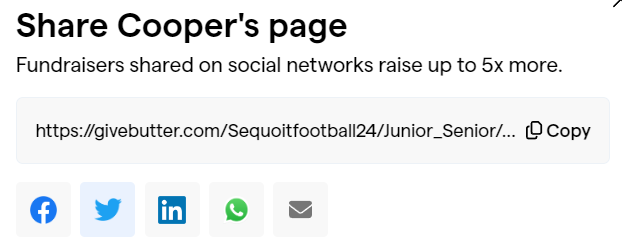 Share Cooper's page
Fundraisers shared on social networks raise up to 5x more.
https://givebutter.com/Sequoitfootball24/Junior_Senior/... Copy
in